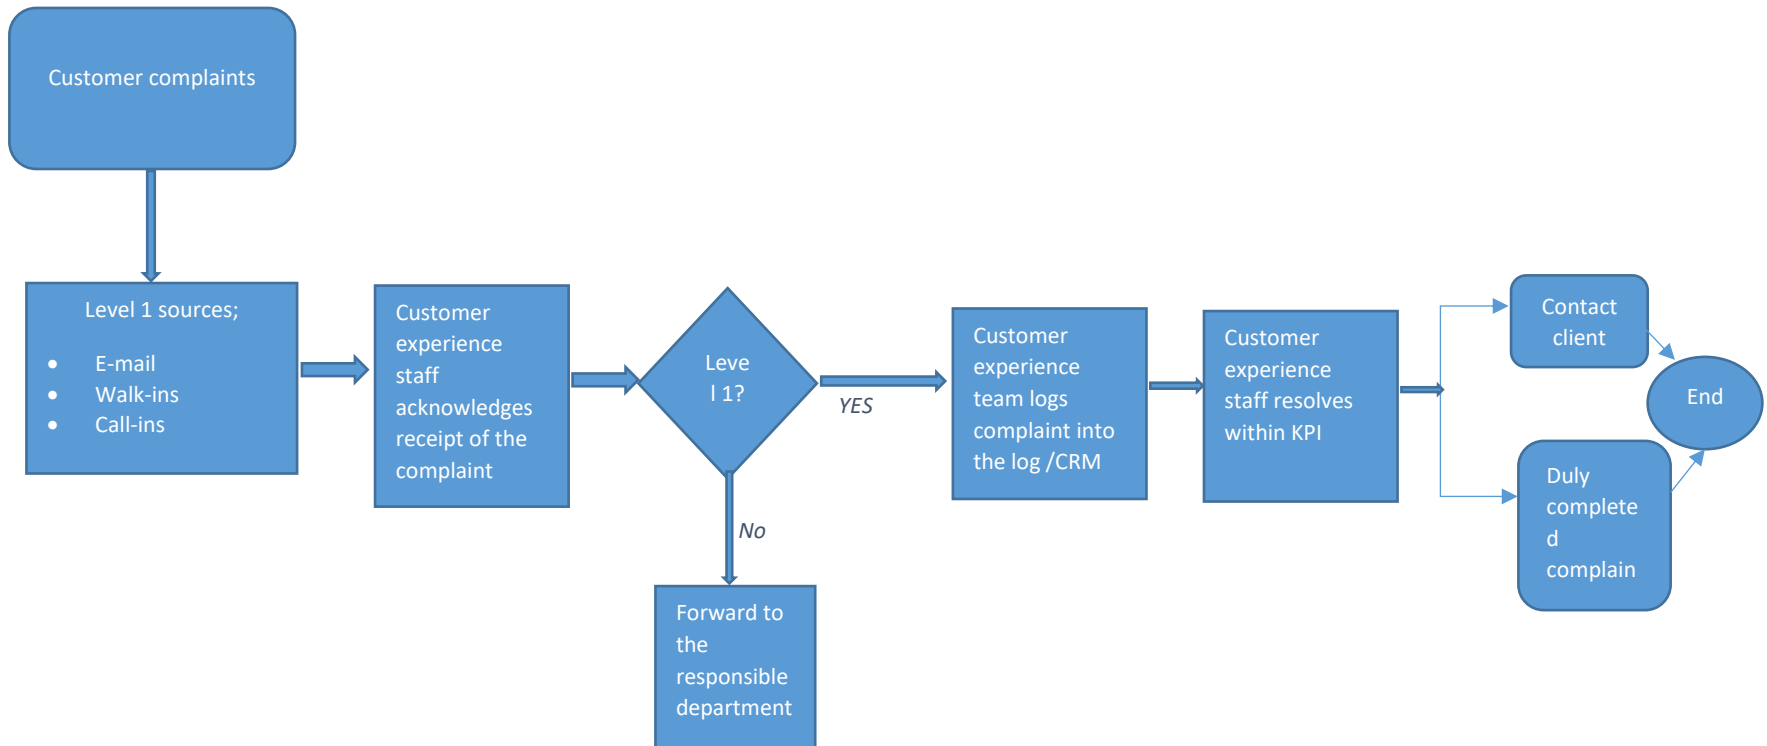 Customer complaints
Level 1 sources;
• E-mail
• Walk-ins
• Call-ins
Customer
experience
staff
acknowledges
receipt of the
complaint
Leve
l 1?
YES
No
Forward to
the
responsible
department
Customer
experience
team logs
complaint into
the log /CRM
Customer
experience
staff resolves
within KPI
Contact
client
Duly
complete
d
complain
End